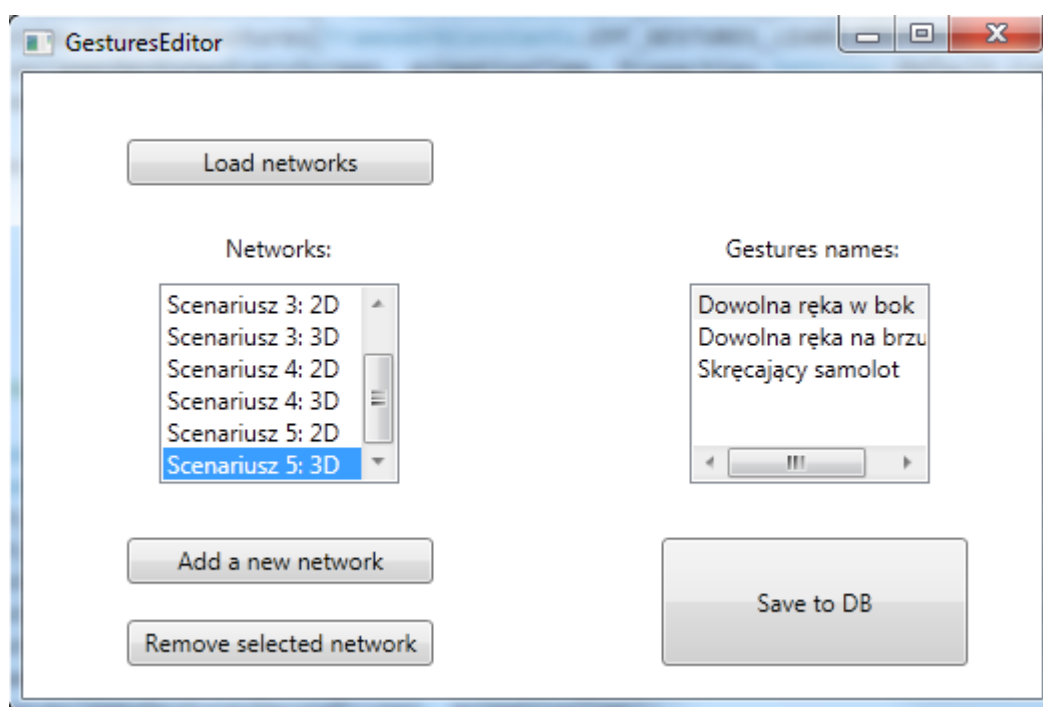 GesturesEditor
Load networks
Networks:
Scenariusz 3: 2D
Scenariusz 3: 3D
Scenariusz 4: 2D
Scenariusz 4: 3D
Scenariusz 5: 2D
Scenariusz 5: 3D
Add a new network
Remove selected network
Gestures names:
Dowolna ręka w bok
Dowolna ręka na brzu
Skręcający samolot
Save to DB